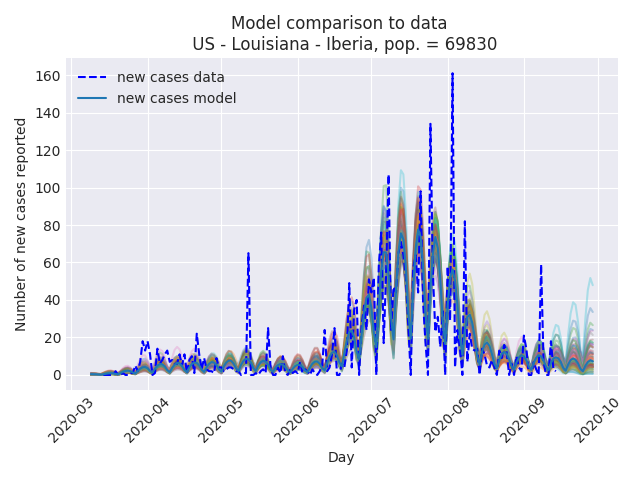 Model comparison to data
US - Louisiana - Iberia, pop. = 69830
new cases data
new cases model
Number of new cases reported
160
140
120
100
80
60
40
20
0
2020-03
2020-04
2020-05
2020-06
2020-07
2020-08
2020-09
2020-10
Day